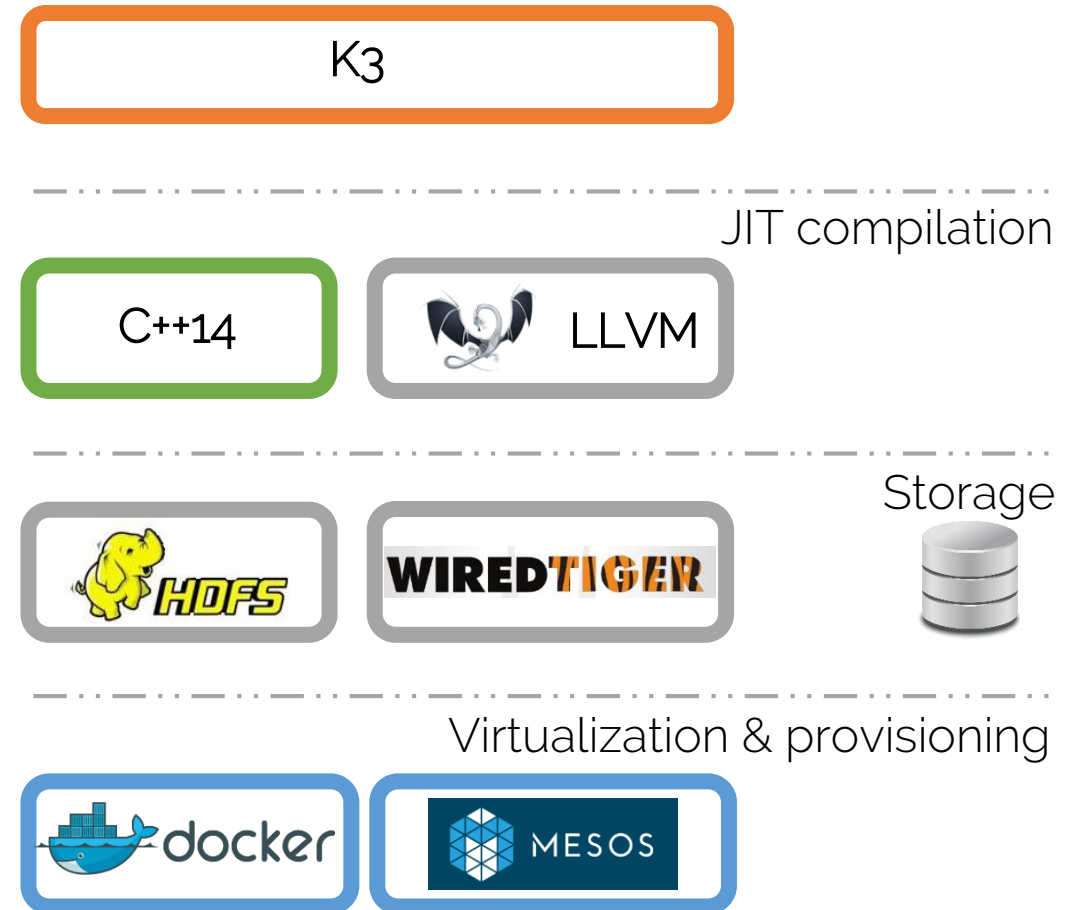 K3
JIT compilation
C++14
LLVM
Storage
HDFS
WIREDTIGER
Virtualization & provisioning
docker
MESOS